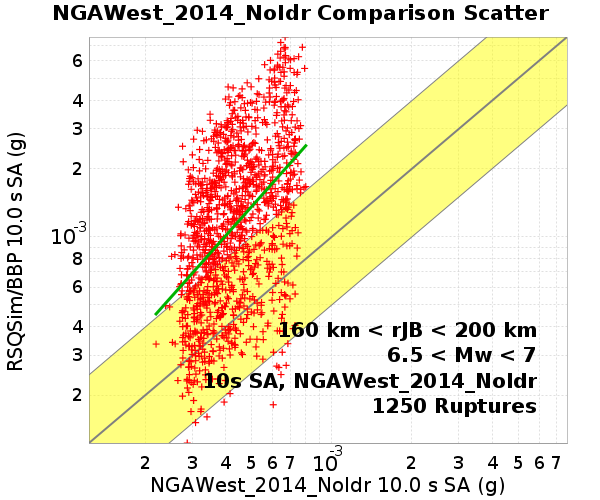 NGAWest_2014_NoIdr Comparison Scatter
RSQSim/BBP 10.0 s SA (g)
6
4
3
2
10-3
8
6
4
3
2
160 km < rJB < 200 km
6.5 < Mw < 7
10s SA, NGAWest_2014_NoIdr
1250 Ruptures
2 3 4 5 6 7 10-3 2 3 4 5 6 7
NGAWest_2014_NoIdr 10.0 s SA (g)